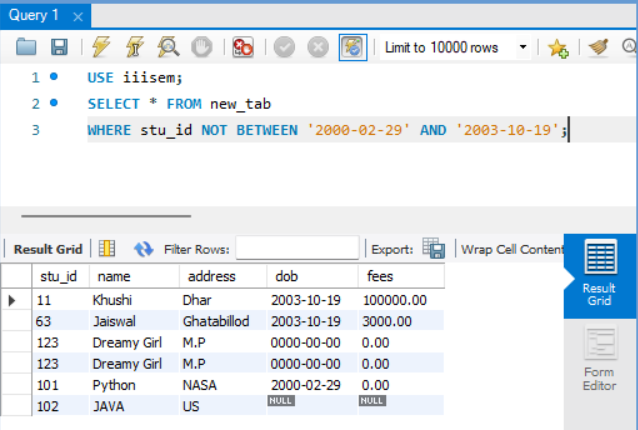 Query 1 ×
Limit to 10000 rows
1 USE iiisem;
2 SELECT * FROM new_tab
3 WHERE stu_id NOT BETWEEN '2000-02-29' AND '2003-10-19';
Result Grid Filter Rows: Export: Wrap Cell Content
stu_id name address dob fees
11 Khushi Dhar 2003-10-19 100000.00
63 Jaiswal Ghatabillod 2003-10-19 3000.00
123 Dreamy Girl M.P 0000-00-00 0.00
123 Dreamy Girl M.P 0000-00-00 0.00
101 Python NASA 2000-02-29 0.00
102 JAVA US NULL NULL
Result
Grid
Form
Editor